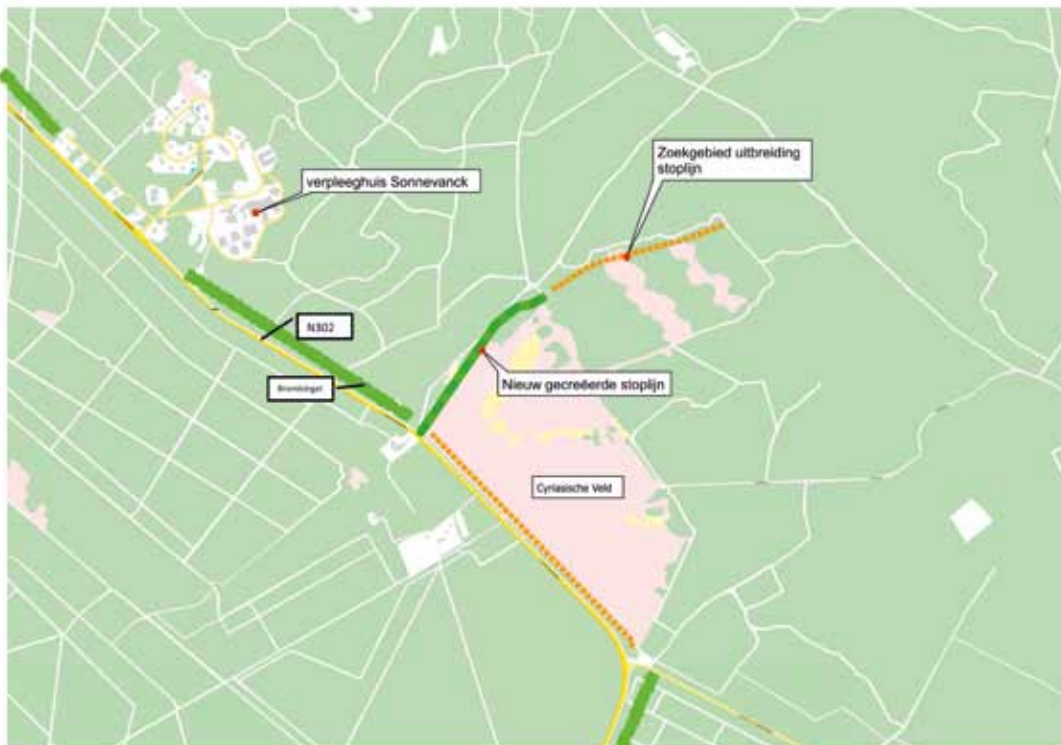 Zoekgebied uitbreiding
stoplijn
verpleeghuis Sonnevanck
N302
Nieuw gecreëerde stoplijn
Cyriasische Veld